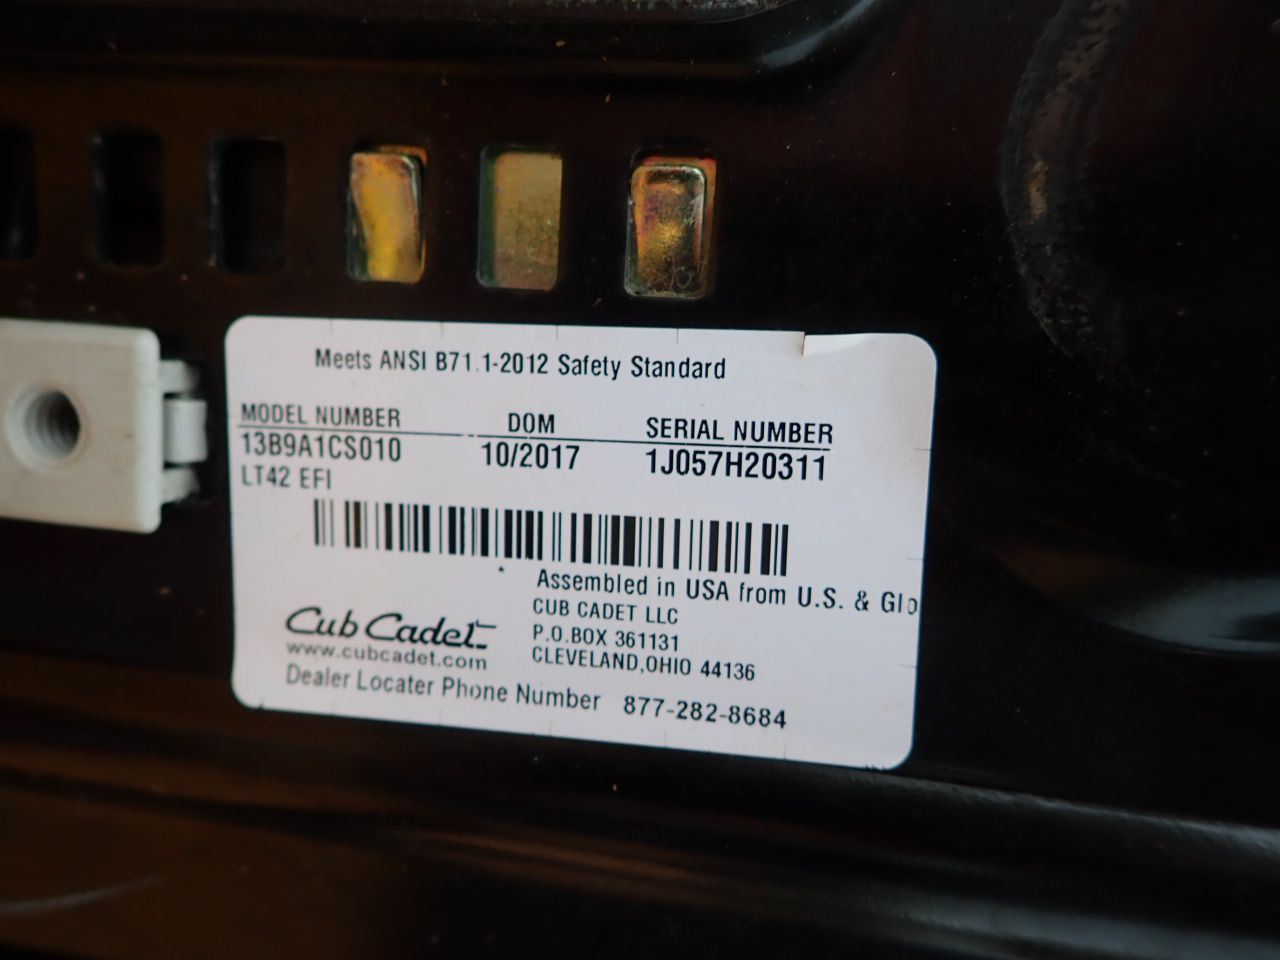 Meets ANSI B71.1-2012 Safety Standard
MODEL NUMBER DOM SERIAL NUMBER
13B9A1CS010 10/2017 1J057H20311
LT42 EFI
Assembled in USA from U.S. & Glo
CUB CADET LLC
P.O.BOX 361131
CLEVELAND,OHIO 44136
Cub Cadet
www.cubcadet.com
Dealer Locater Phone Number 877-282-8684